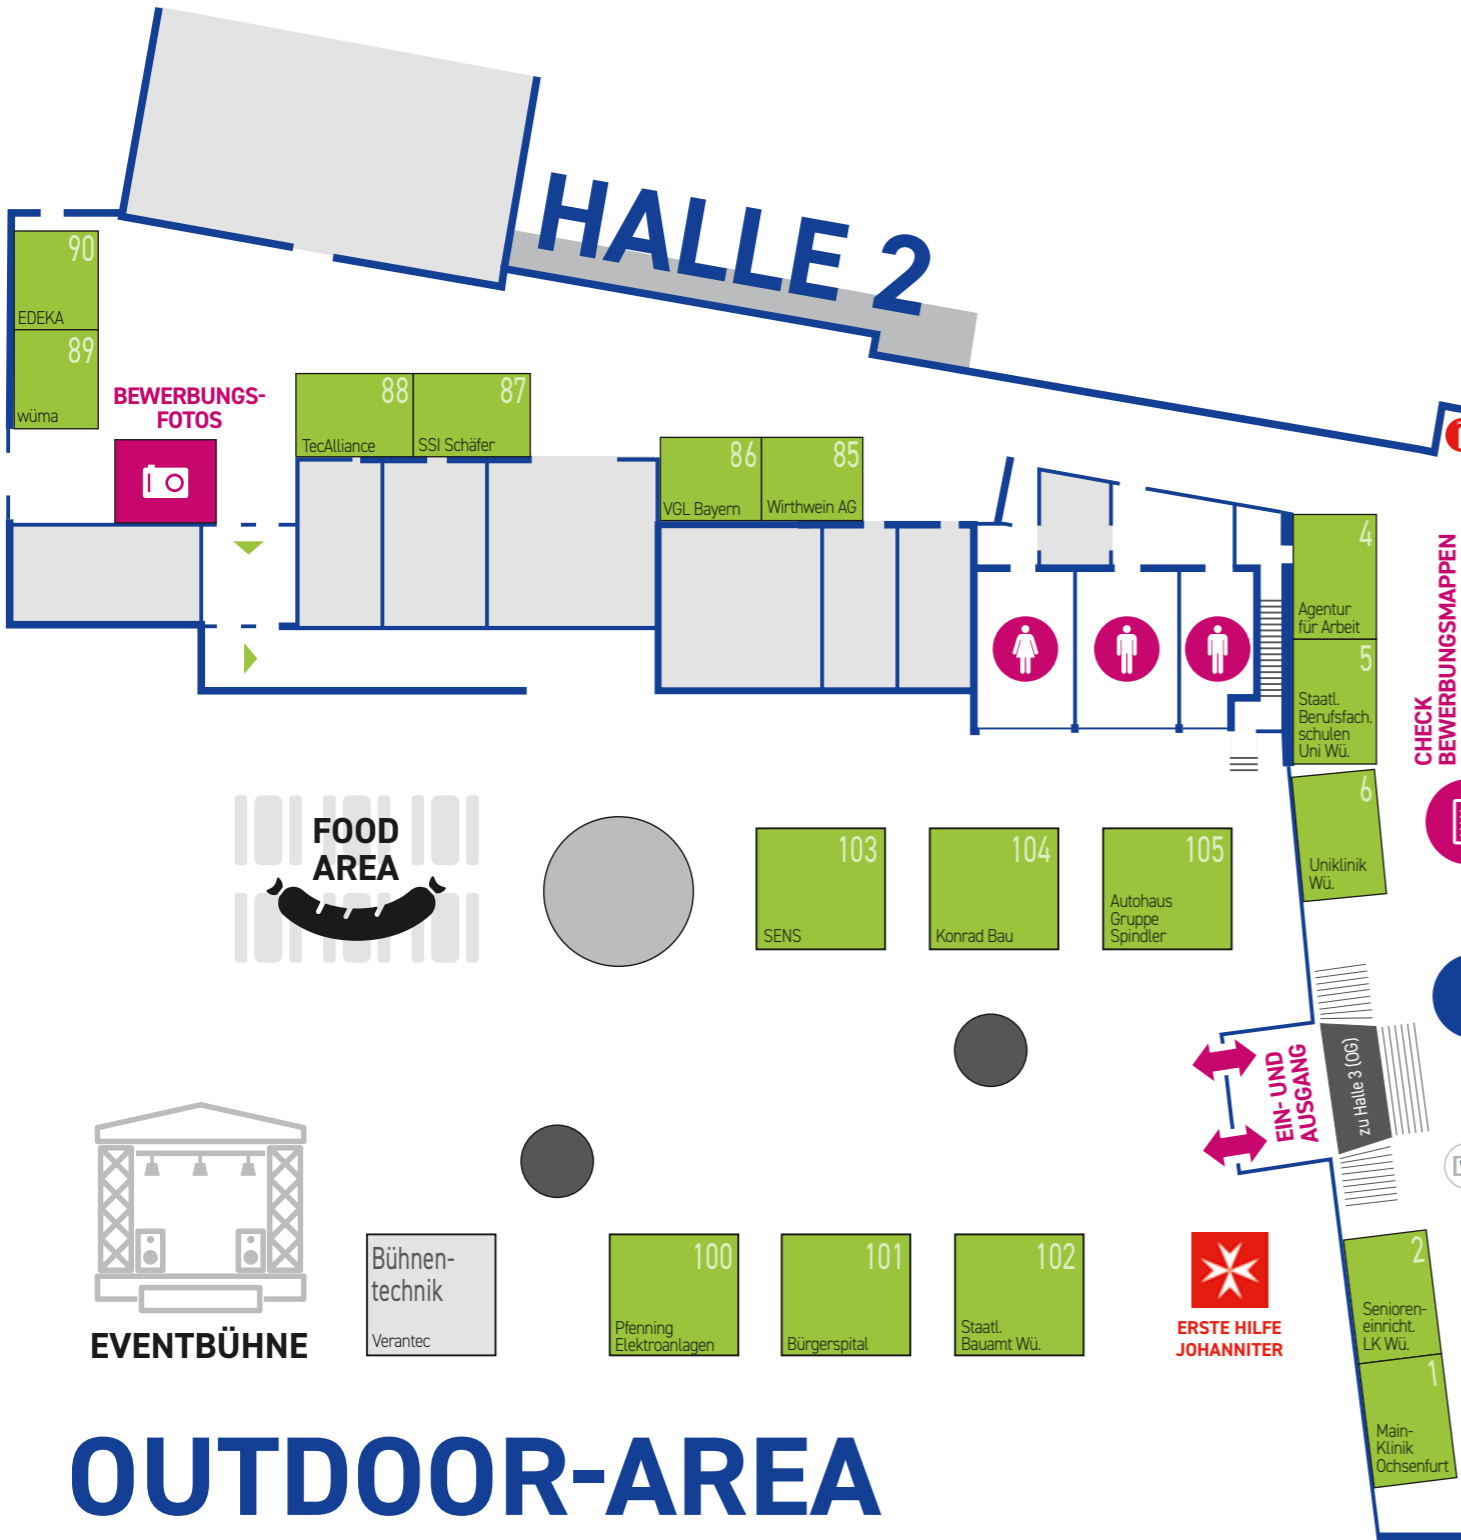 HALLE 2
90
EDEKA
89
wüma
BEWERBUNGS-
FOTOS
88
TecAlliance
87
SSI Schäfer
86
VGL Bayern
85
Wirthwein AG
4
Agentur
für Arbeit
5
Staatl.
Berufsfach.
schulen
Uni Wü.
6
Uniklinik
Wü.
CHECK
BEWERBUNGSMAPPEN
FOOD
AREA
103
SENS
104
Konrad Bau
105
Autohaus
Gruppe
Spindler
EIN- UND
AUSGANG
zu Halle 3 (OG)
EVENTBÜHNE
Bühnen-
technik
Verantec
100
Pfenning
Elektroanlagen
101
Bürgerspital
102
Staatl.
Bauamt Wü.
ERSTE HILFE
JOHANNITER
2
Senioren-
einricht.
LK Wü.
1
Main-
Klinik
Ochsenfurt
OUTDOOR-AREA